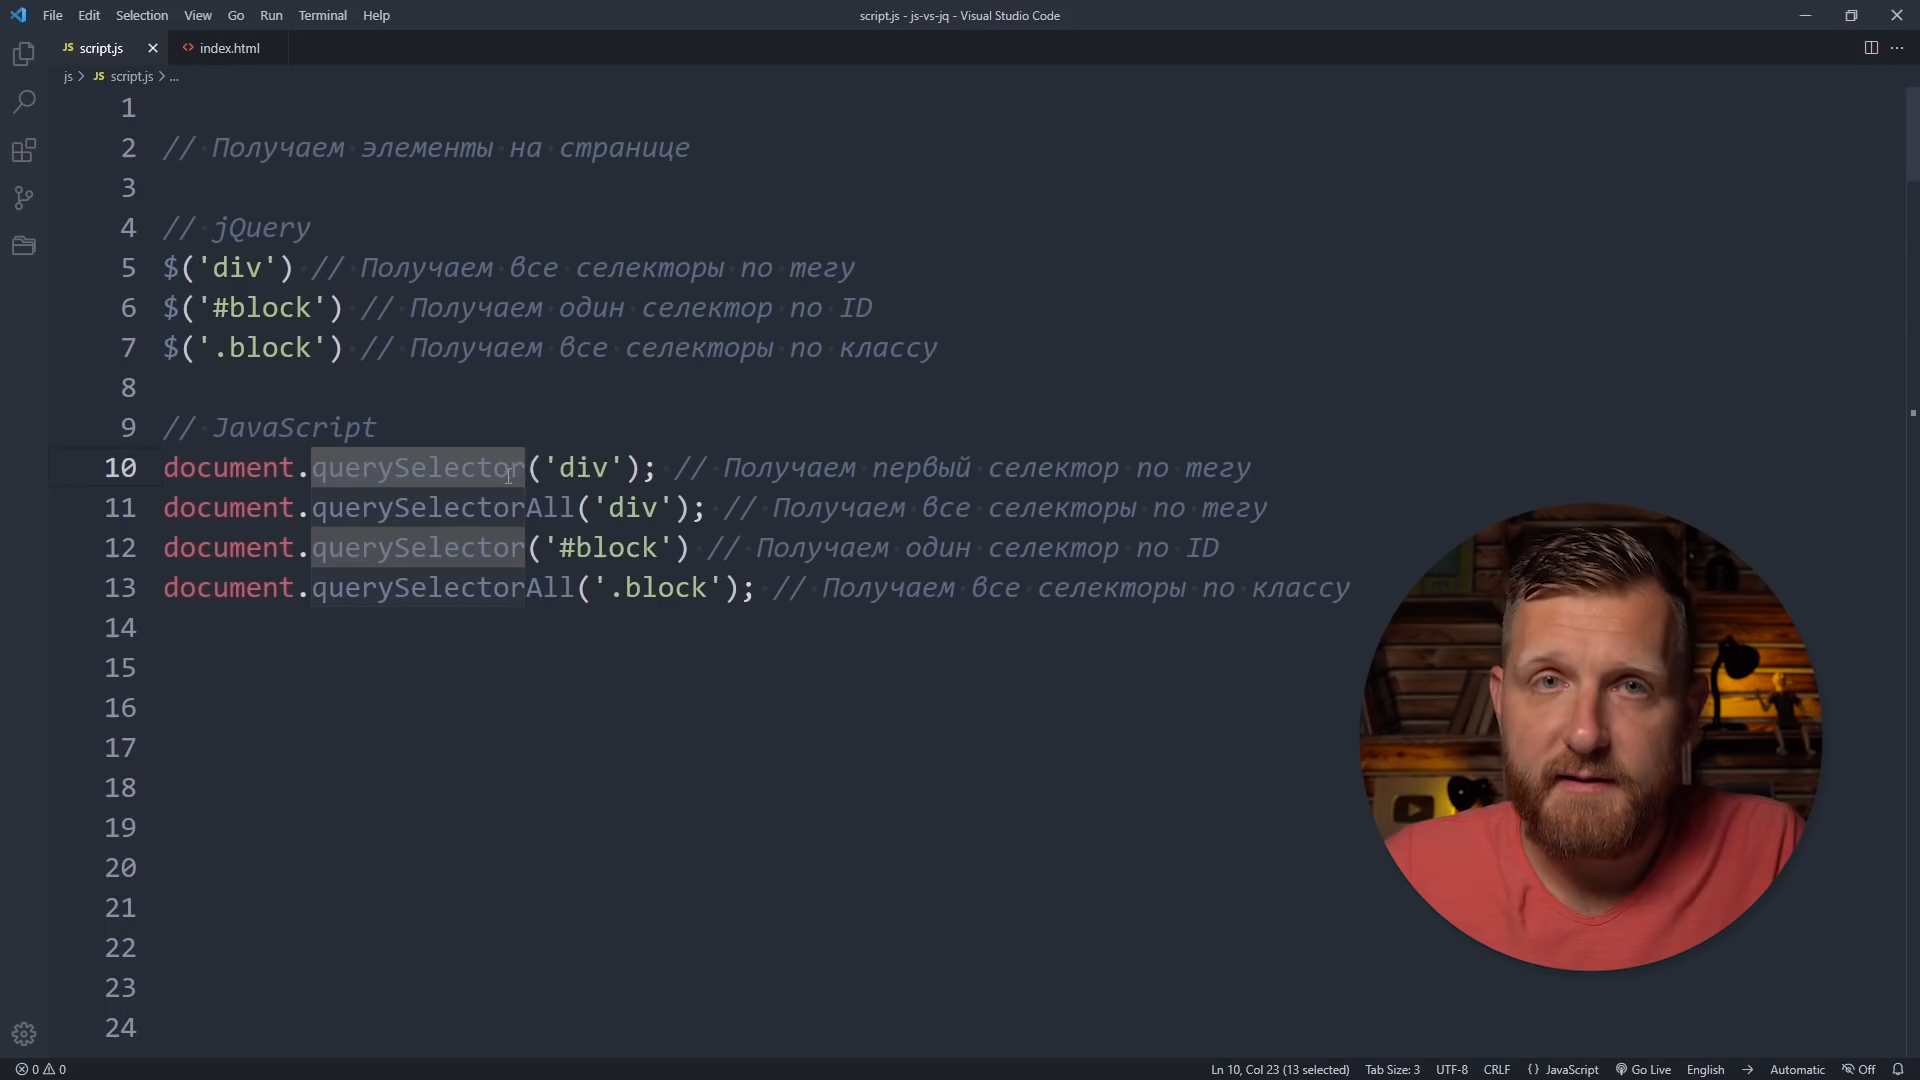 File Edit Selection View Go Run Terminal Help
script.js - js-vs-jq - Visual Studio Code
JS script.js index.html
js > JS script.js > ...
1
2 // Получаем элементы на странице
3
4 // jQuery
5 $('div') // Получаем все селекторы по тегу
6 $('#block') // Получаем один селектор по ID
7 $('.block') // Получаем все селекторы по классу
8
9 // JavaScript
10 document.querySelector('div'); // Получаем первый селектор по тегу
11 document.querySelectorAll('div'); // Получаем все селекторы по тегу
12 document.querySelector('#block') // Получаем один селектор по ID
13 document.querySelectorAll('.block'); // Получаем все селекторы по классу
14
15
16
17
18
19
20
21
22
23
24
0 0 Ln 10, Col 23 (13 selected) Tab Size: 3 UTF-8 CRLF {} JavaScript Go Live English → Automatic Off